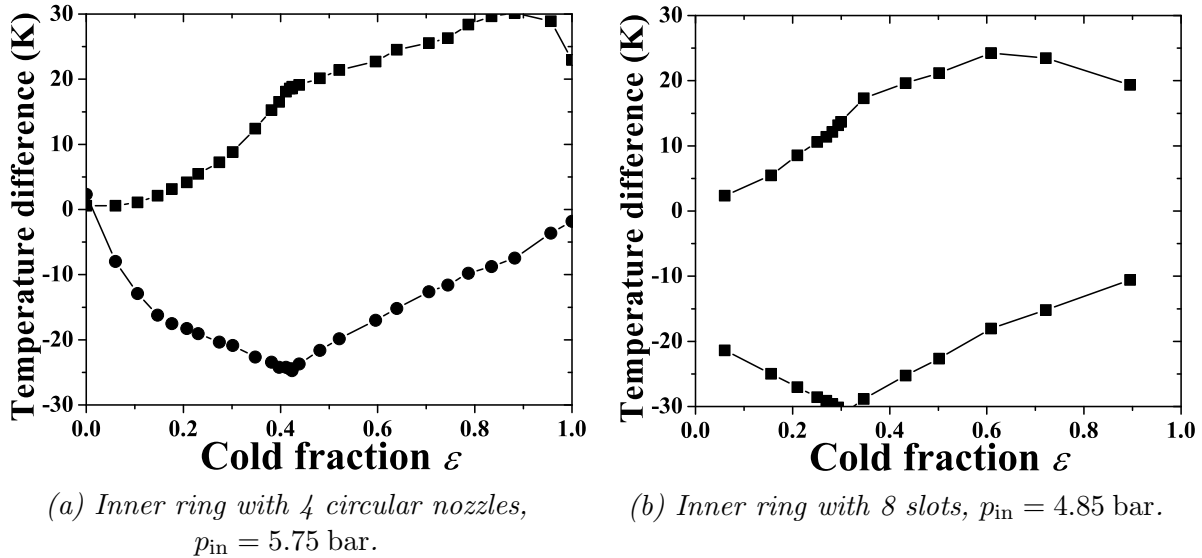 Temperature difference (K)
30
20
10
0
-10
-20
-30
0.0 0.2 0.4 0.6 0.8 1.0
Cold fraction ε
(a) Inner ring with 4 circular nozzles,
p_in = 5.75 bar.
Temperature difference (K)
30
20
10
0
-10
-20
-30
0.0 0.2 0.4 0.6 0.8 1.0
Cold fraction ε
(b) Inner ring with 8 slots, p_in = 4.85 bar.